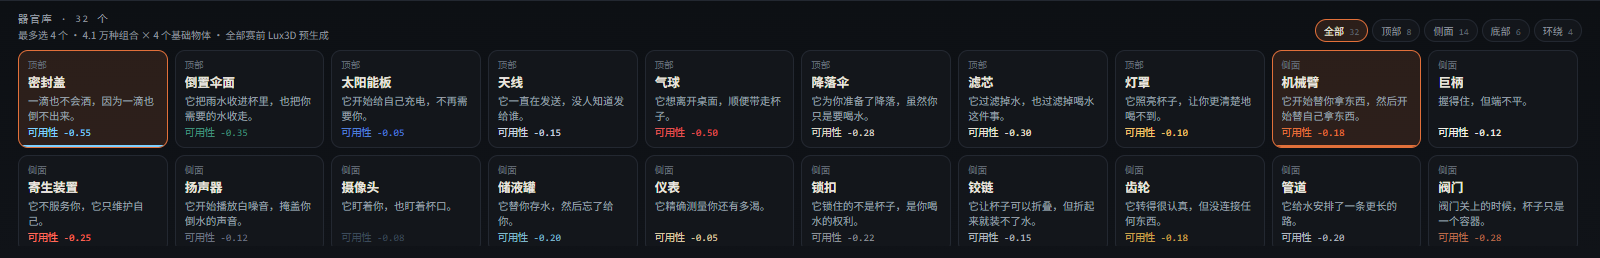 器官库 · 32 个
最多选 4 个 · 4.1 万种组合 × 4 个基础物体 · 全部赛前 Lux3D 预生成
全部 32
顶部 8
侧面 14
底部 6
环绕 4
顶部
密封盖
一滴也不会洒，因为一滴也
倒不出来。
可用性 -0.55
顶部
倒置伞面
它把雨水收进杯里，也把你
需要的水收走。
可用性 -0.35
顶部
太阳能板
它开始给自己充电，不再需
要你。
可用性 -0.05
顶部
天线
它一直在发送，没人知道发
给谁。
可用性 -0.15
顶部
气球
它想离开桌面，顺便带走杯
子。
可用性 -0.50
顶部
降落伞
它为你准备了降落，虽然你
只是要喝水。
可用性 -0.28
顶部
滤芯
它过滤掉水，也过滤掉喝水
这件事。
可用性 -0.30
顶部
灯罩
它照亮杯子，让你更清楚地
喝不到。
可用性 -0.10
侧面
机械臂
它开始替你拿东西，然后开
始替自己拿东西。
可用性 -0.18
侧面
巨柄
握得住，但端不平。
可用性 -0.12
侧面
寄生装置
它不服务你，它只维护自
己。
可用性 -0.25
侧面
扬声器
它开始播放白噪音，掩盖你
倒水的声音。
可用性 -0.12
侧面
摄像头
它盯着你，也盯着杯口。
可用性 -0.08
侧面
储液罐
它替你存水，然后忘了给
你。
可用性 -0.20
侧面
仪表
它精确测量你还有多渴。
可用性 -0.05
侧面
锁扣
它锁住的不是杯子，是你喝
水的权利。
可用性 -0.22
侧面
铰链
它让杯子可以折叠，但折起
来就装不了水。
可用性 -0.15
侧面
齿轮
它转得很认真，但没连接任
何东西。
可用性 -0.18
侧面
管道
它给水安排了一条更长的
路。
可用性 -0.20
侧面
阀门
阀门关上的时候，杯子只是
一个容器。
可用性 -0.28